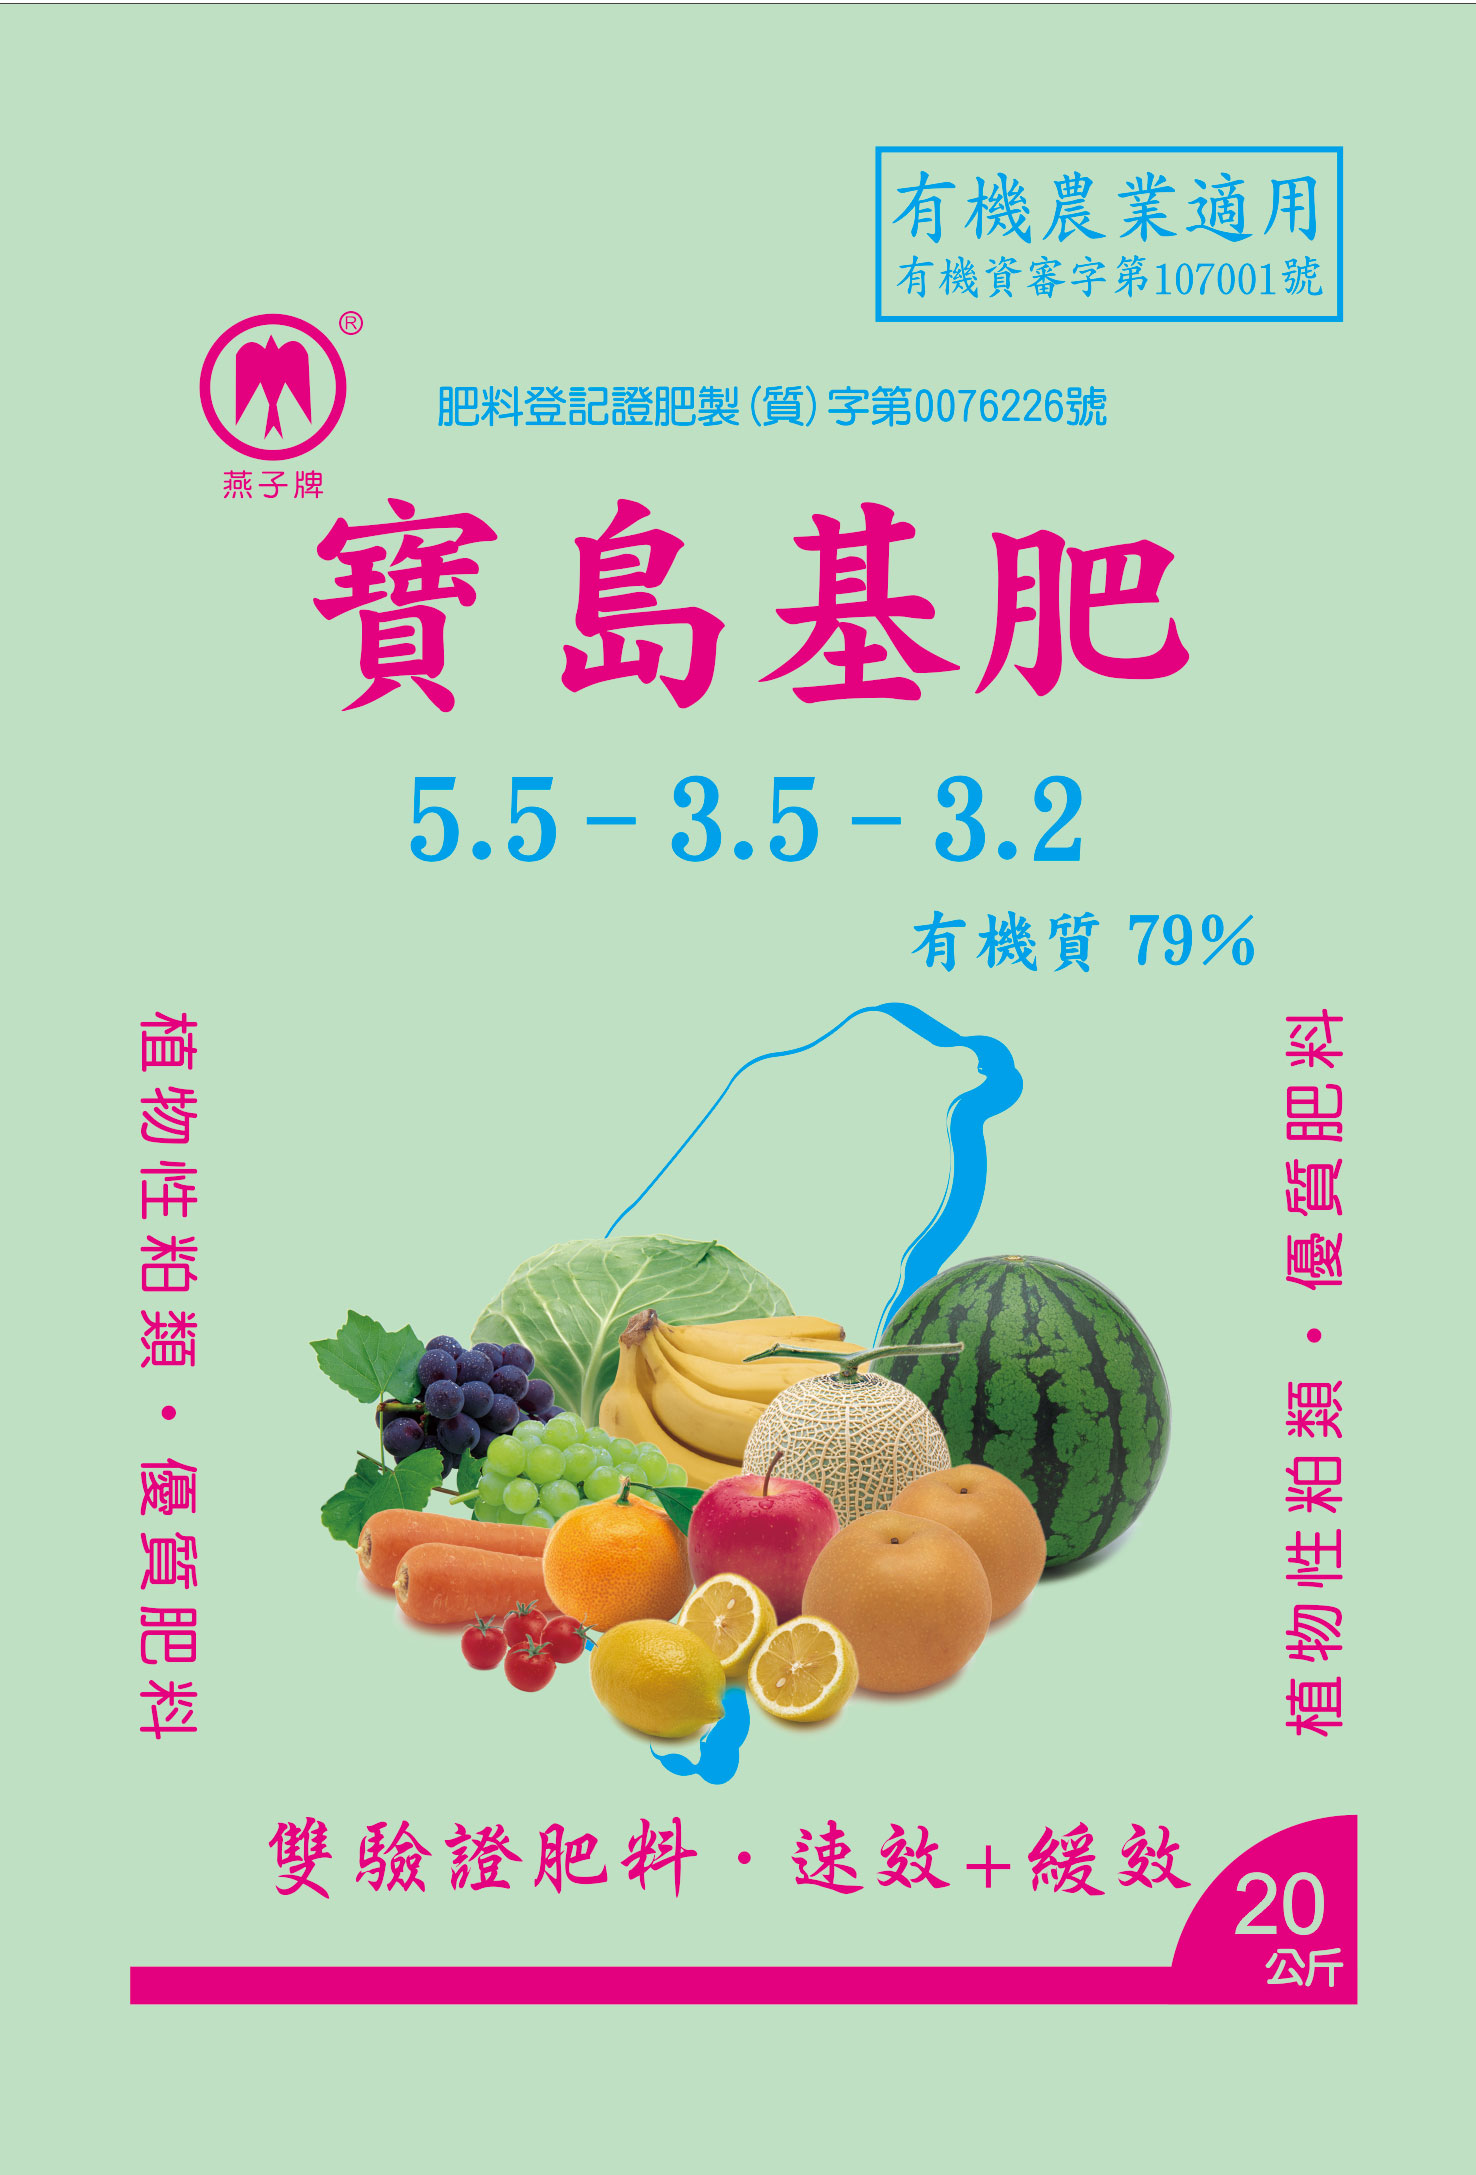 有機農業適用
有機資審字第107001號
®
燕子牌
肥料登記證肥製(質)字第0076226號
寶島基肥
5.5-3.5-3.2
有機質 79%
植物性粕類・優質肥料
植物性粕類・優質肥料
雙驗證肥料・速效+緩效
20
公斤